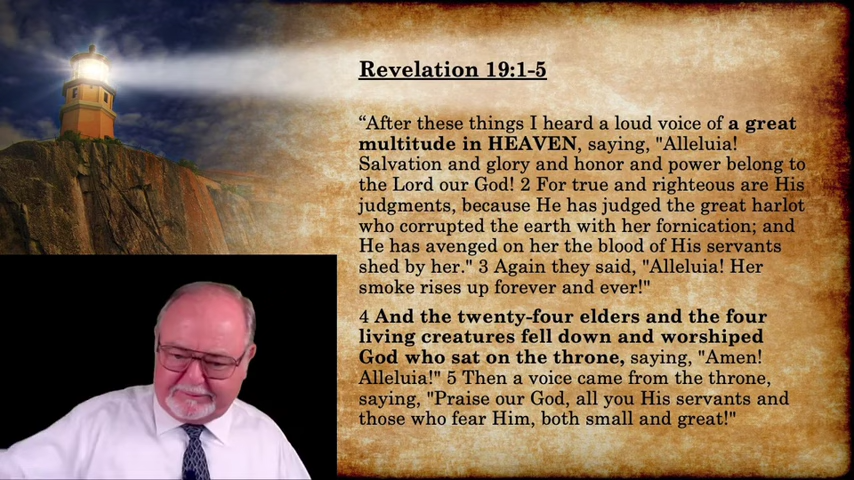 Revelation 19:1-5
“After these things I heard a loud voice of a great
multitude in HEAVEN, saying, "Alleluia!
Salvation and glory and honor and power belong to
the Lord our God! 2 For true and righteous are His
judgments, because He has judged the great harlot
who corrupted the earth with her fornication; and
He has avenged on her the blood of His servants
shed by her." 3 Again they said, "Alleluia! Her
smoke rises up forever and ever!"
4 And the twenty-four elders and the four
living creatures fell down and worshiped
God who sat on the throne, saying, "Amen!
Alleluia!" 5 Then a voice came from the throne,
saying, "Praise our God, all you His servants and
those who fear Him, both small and great!"